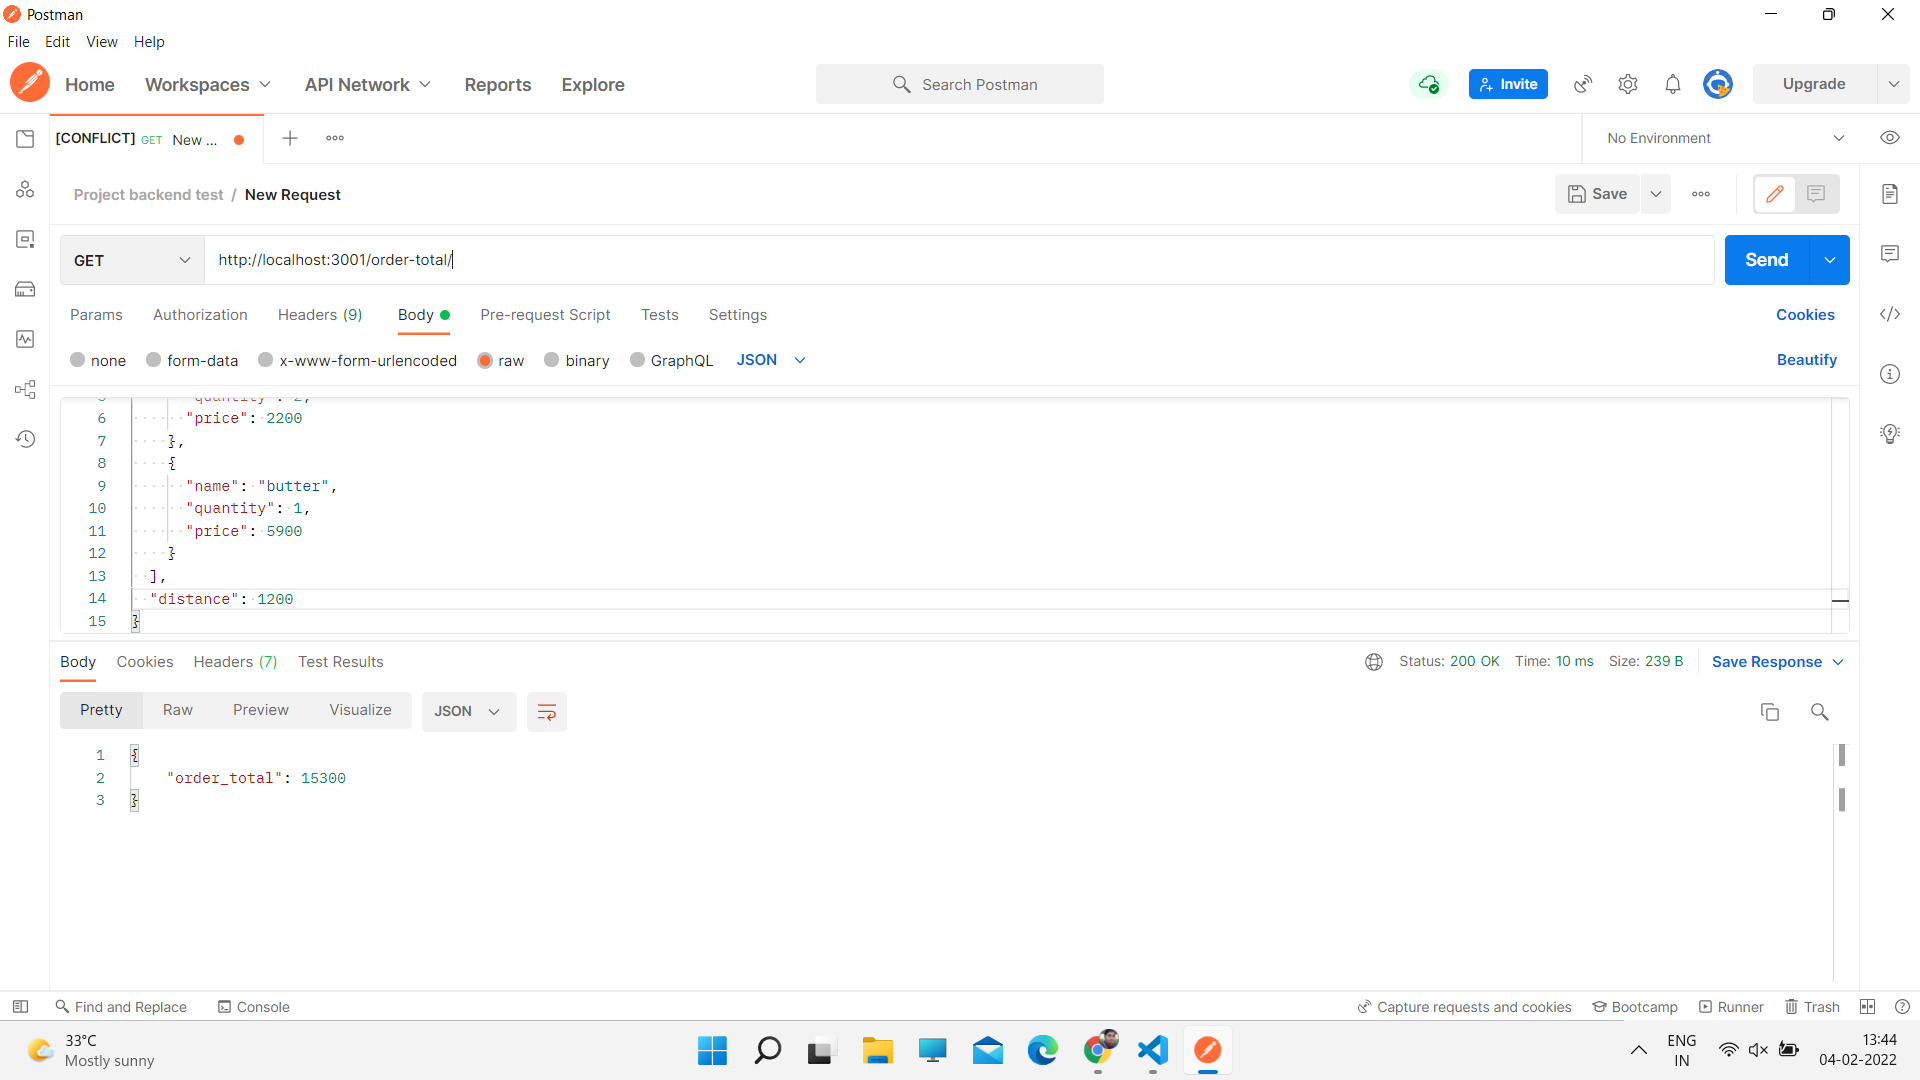 Postman
File Edit View Help
Home Workspaces API Network Reports Explore Search Postman Invite Upgrade
[CONFLICT] GET New ... No Environment
Project backend test / New Request Save
GET http://localhost:3001/order-total/ Send
Params Authorization Headers (9) Body Pre-request Script Tests Settings Cookies
none form-data x-www-form-urlencoded raw binary GraphQL JSON Beautify
5 "quantity": 2,
6 "price": 2200
7 },
8 {
9 "name": "butter",
10 "quantity": 1,
11 "price": 5900
12 }
13 ],
14 "distance": 1200
15 }
Body Cookies Headers (7) Test Results Status: 200 OK Time: 10 ms Size: 239 B Save Response
Pretty Raw Preview Visualize JSON
1 {
2 "order_total": 15300
3 }
Find and Replace Console Capture requests and cookies Bootcamp Runner Trash
33°C
Mostly sunny
ENG
IN
13:44
04-02-2022